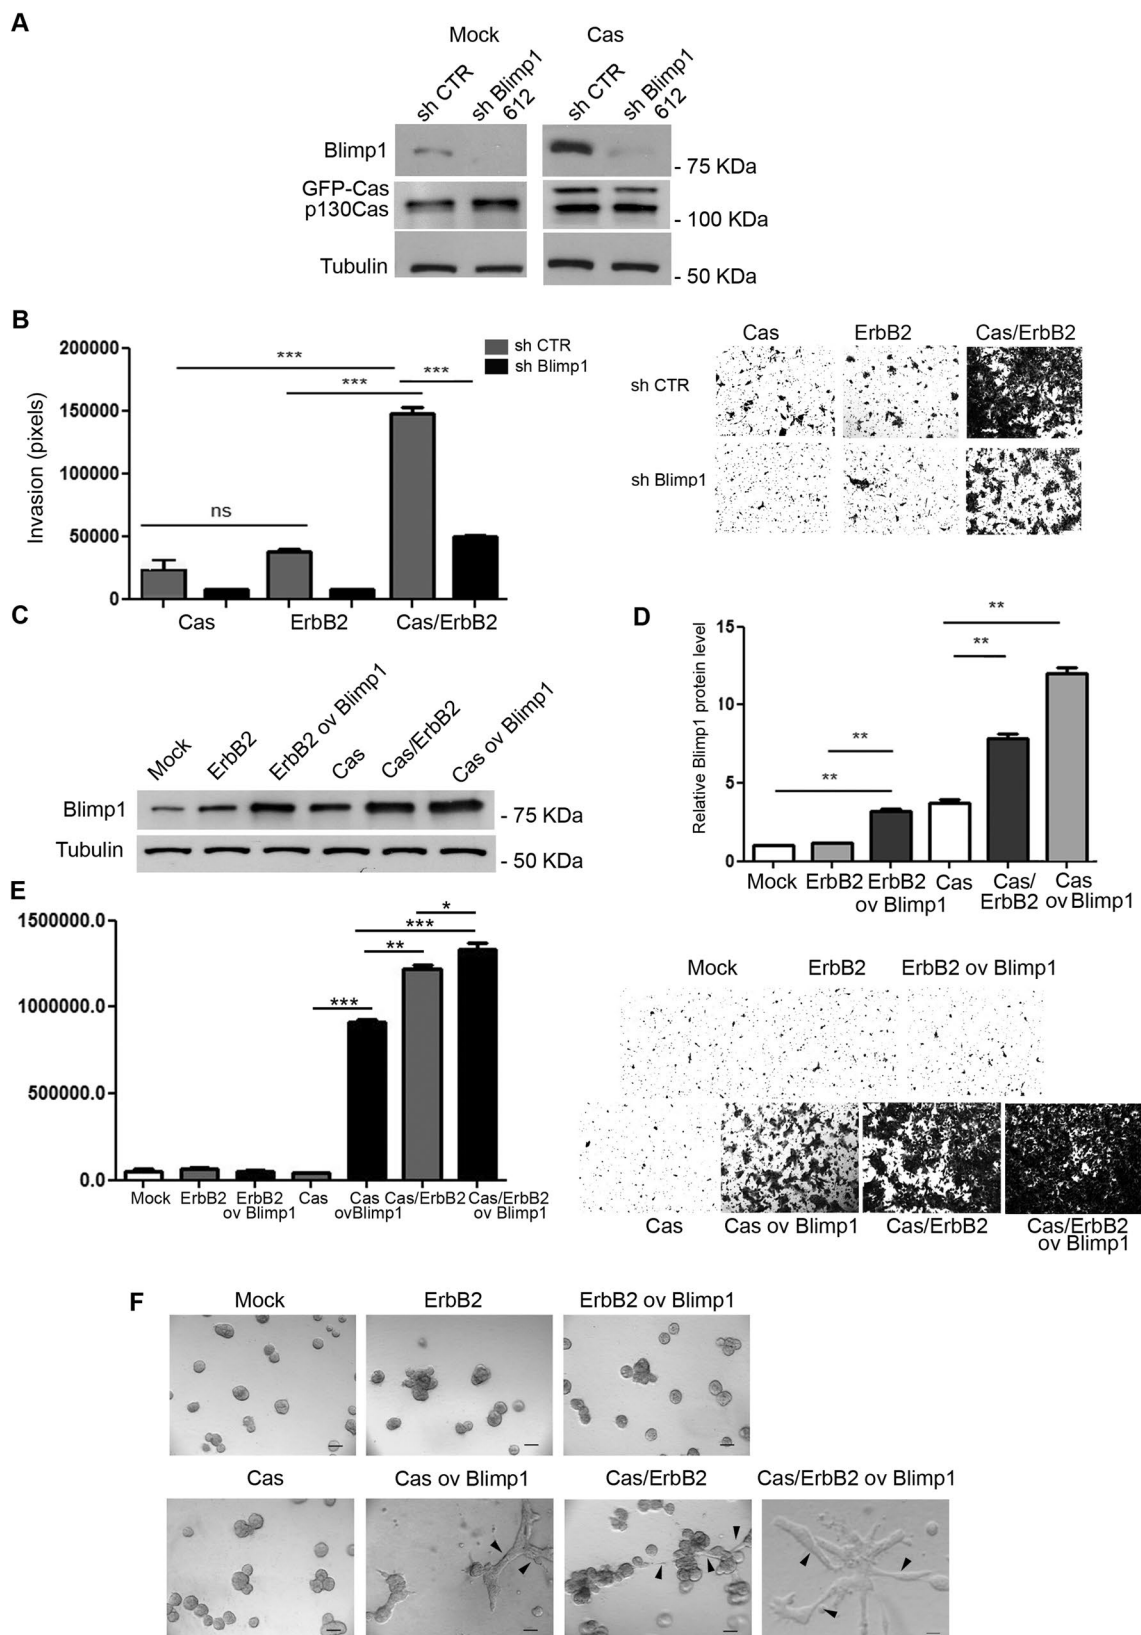 A
Mock
Cas
sh CTR
sh Blimp1
612
sh CTR
sh Blimp1
612
Blimp1
- 75 KDa
GFP-Cas
p130Cas
- 100 KDa
Tubulin
- 50 KDa
B
Invasion (pixels)
200000
150000
100000
50000
0
***
***
***
ns
sh CTR
sh Blimp1
Cas
ErbB2
Cas/ErbB2
Cas
ErbB2
Cas/ErbB2
sh CTR
sh Blimp1
C
Mock
ErbB2
ErbB2 ov Blimp1
Cas
Cas/ErbB2
Cas ov Blimp1
Blimp1
- 75 KDa
Tubulin
- 50 KDa
D
Relative Blimp1 protein level
15
10
5
0
**
**
**
**
Mock
ErbB2
ErbB2
ov Blimp1
Cas
Cas/
ErbB2
Cas
ov Blimp1
E
1500000.0
1000000.0
500000.0
0.0
*
***
**
***
Mock
ErbB2
ErbB2
ov Blimp1
Cas
Cas
ovBlimp1
Cas/ErbB2
Cas/ErbB2
ov Blimp1
Mock
ErbB2
ErbB2 ov Blimp1
Cas
Cas ov Blimp1
Cas/ErbB2
Cas/ErbB2
ov Blimp1
F
Mock
ErbB2
ErbB2 ov Blimp1
Cas
Cas ov Blimp1
Cas/ErbB2
Cas/ErbB2 ov Blimp1